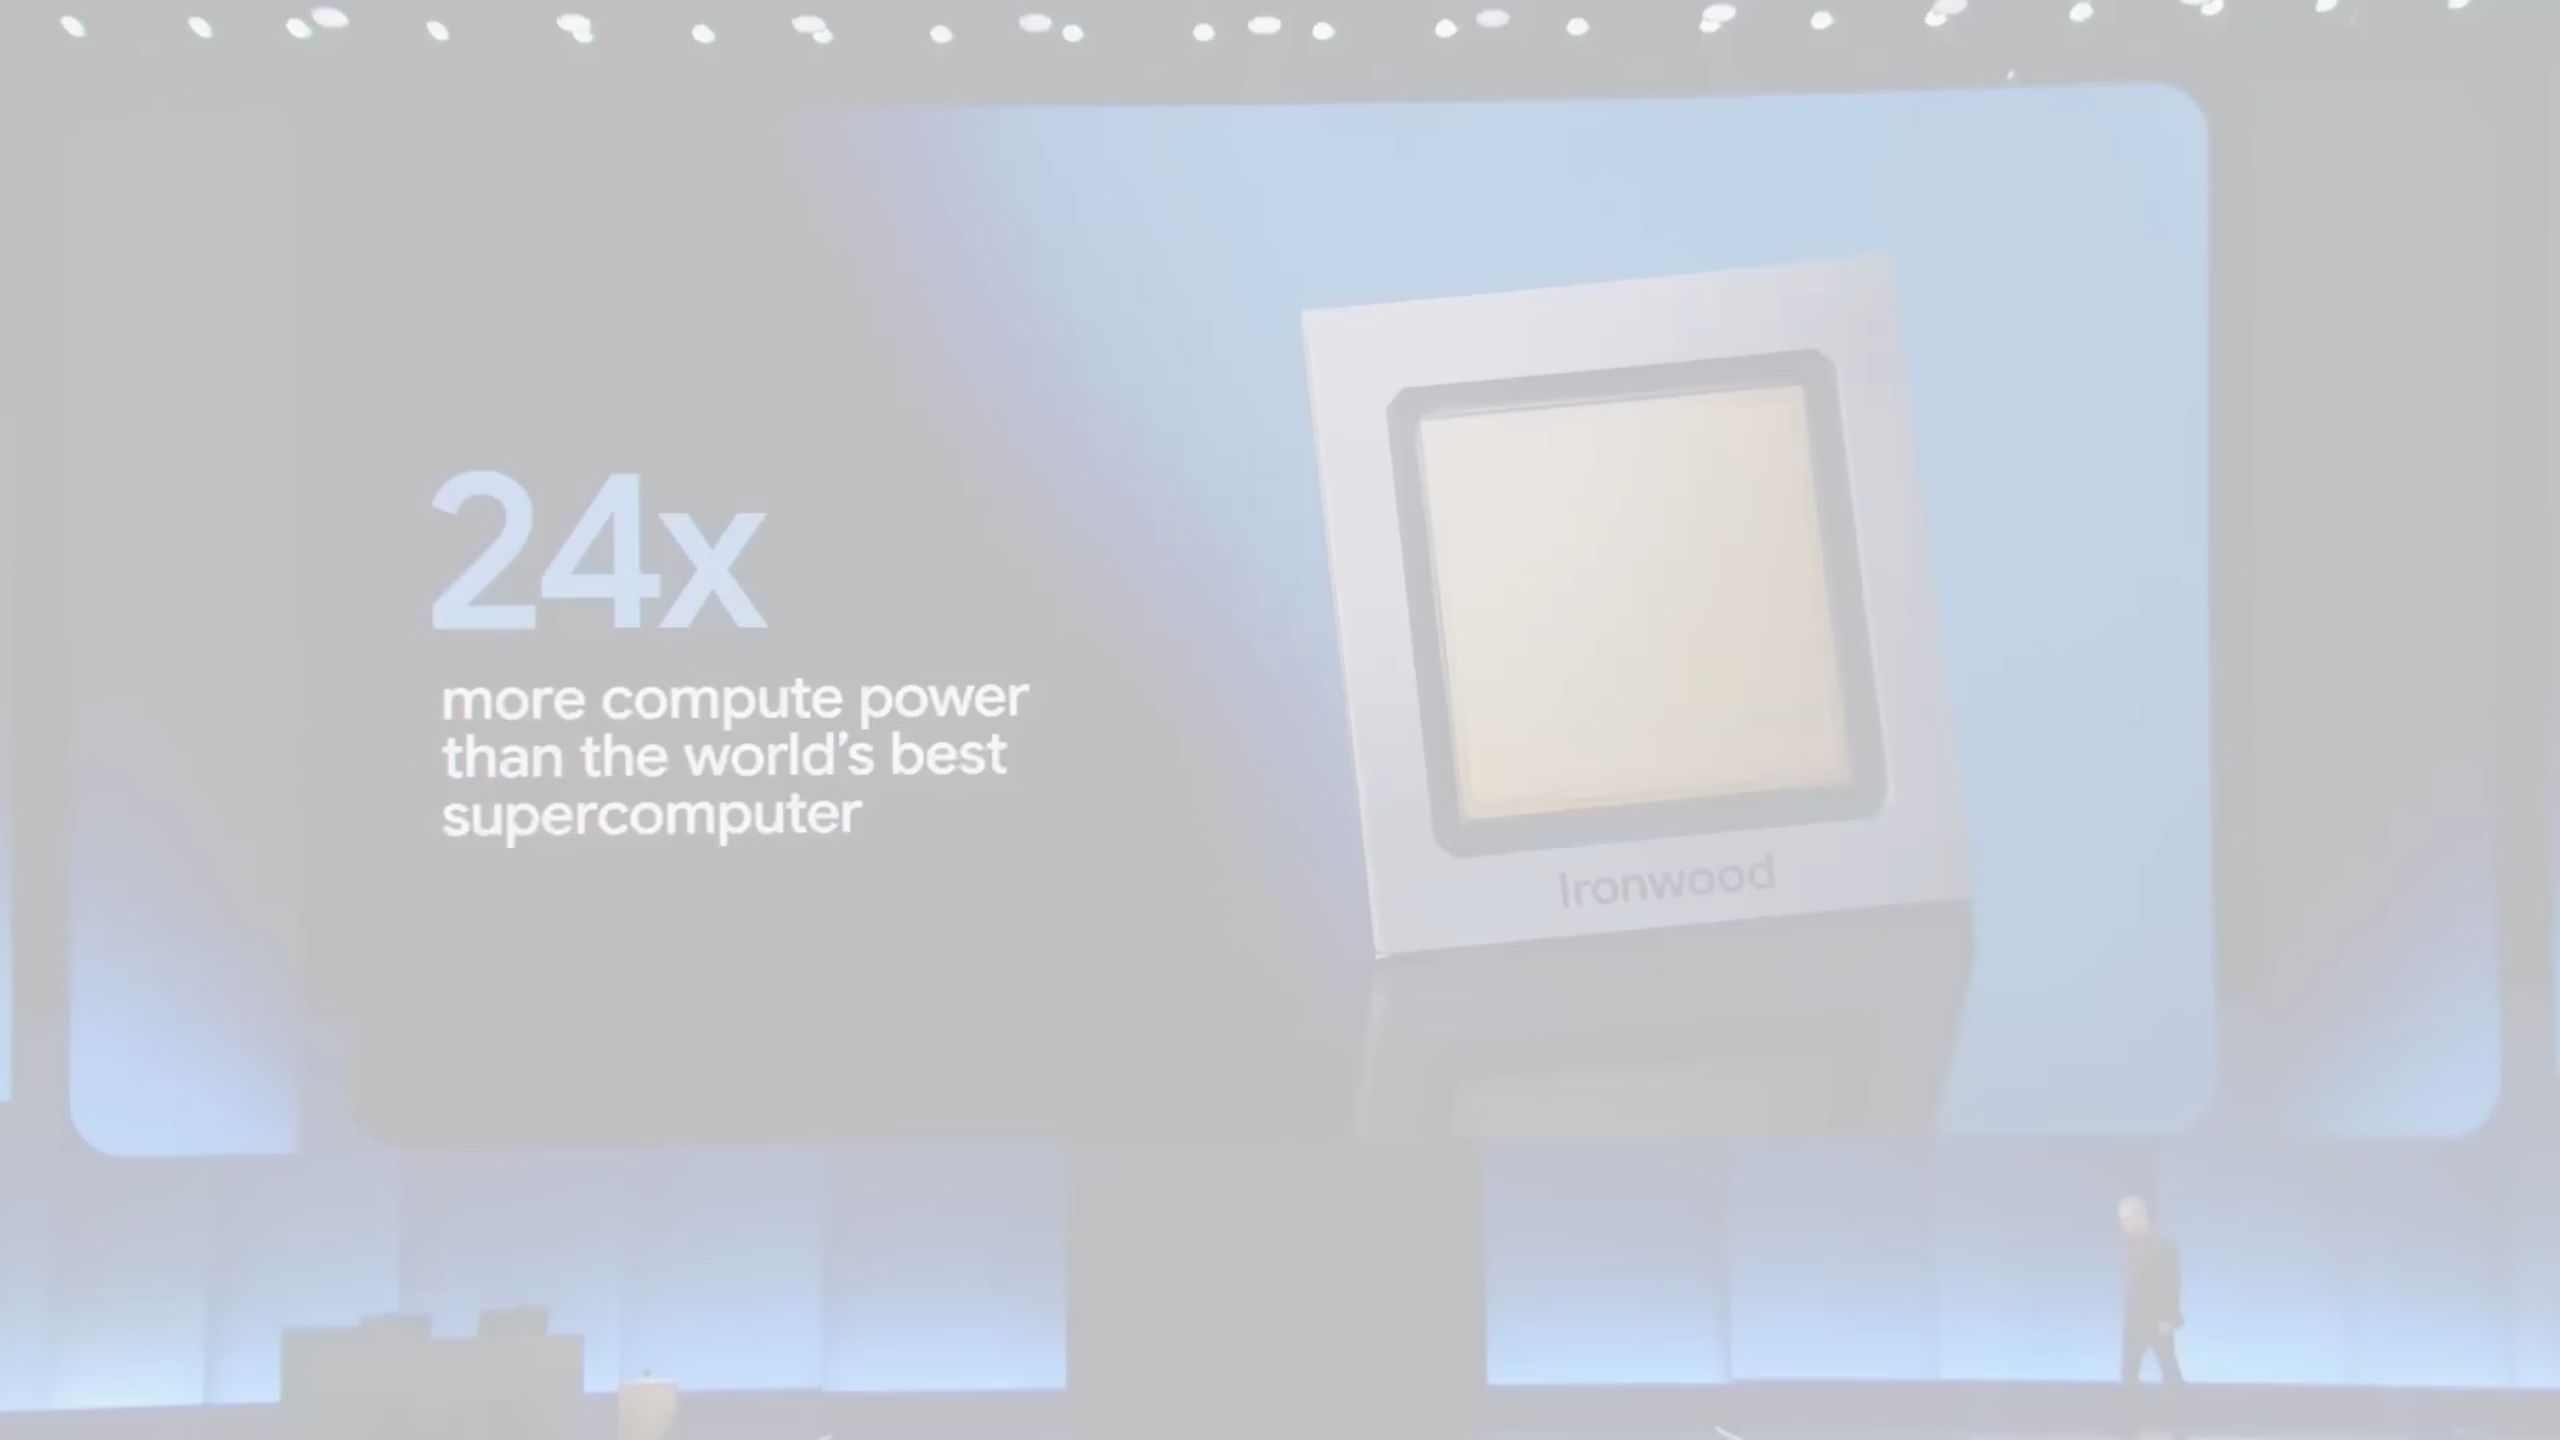 24x
more compute power
than the world’s best
supercomputer
Ironwood